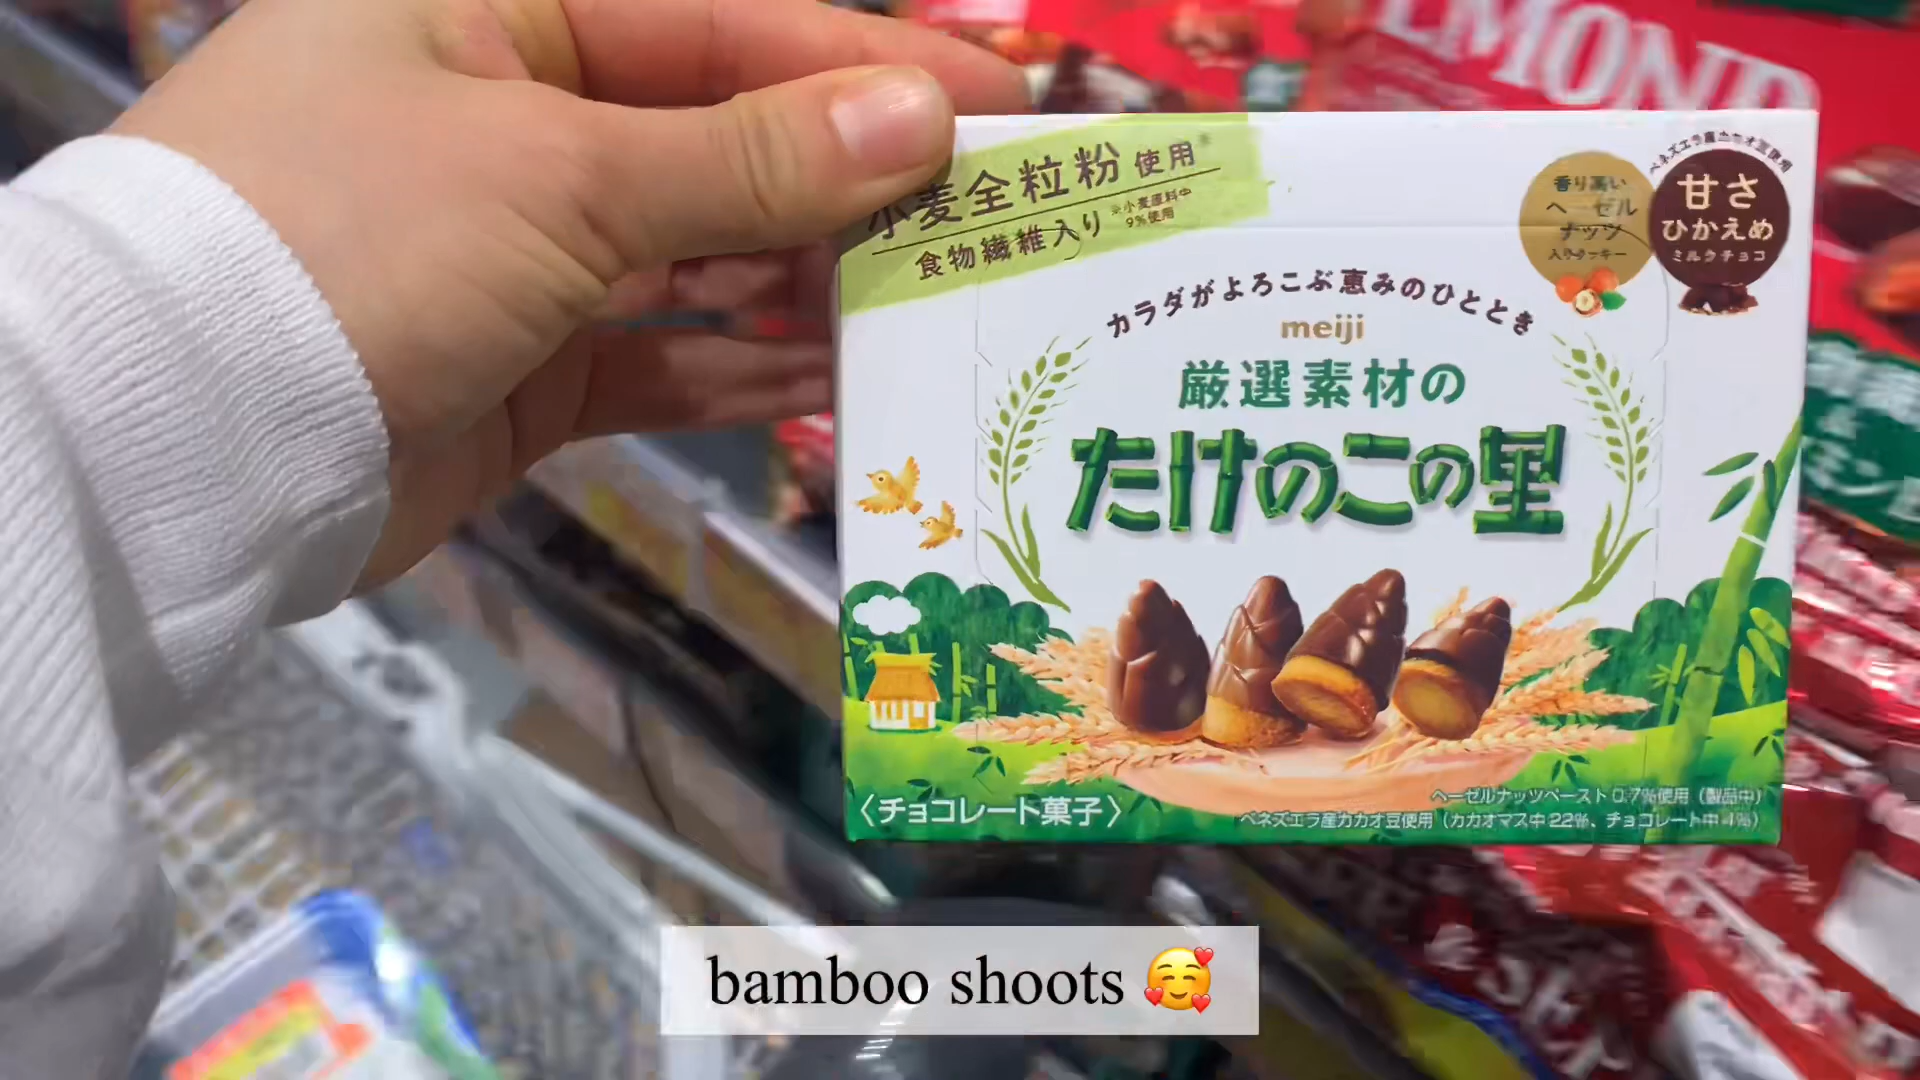 LMOND
小麦全粒粉 使用※
食物繊維入り
※小麦原料中
9%使用
香り高い
ヘーゼル
ナッツ
入りクッキー
ベネズエラ産カカオ豆使用
甘さ
ひかえめ
ミルクチョコ
カラダがよろこぶ恵みのひととき
meiji
厳選素材の
たけのこの里
〈チョコレート菓子〉
ヘーゼルナッツペースト0.7%使用（製品中）
ベネズエラ産カカオ豆使用（カカオマス中22%、チョコレート中4%）
bamboo shoots 🥰